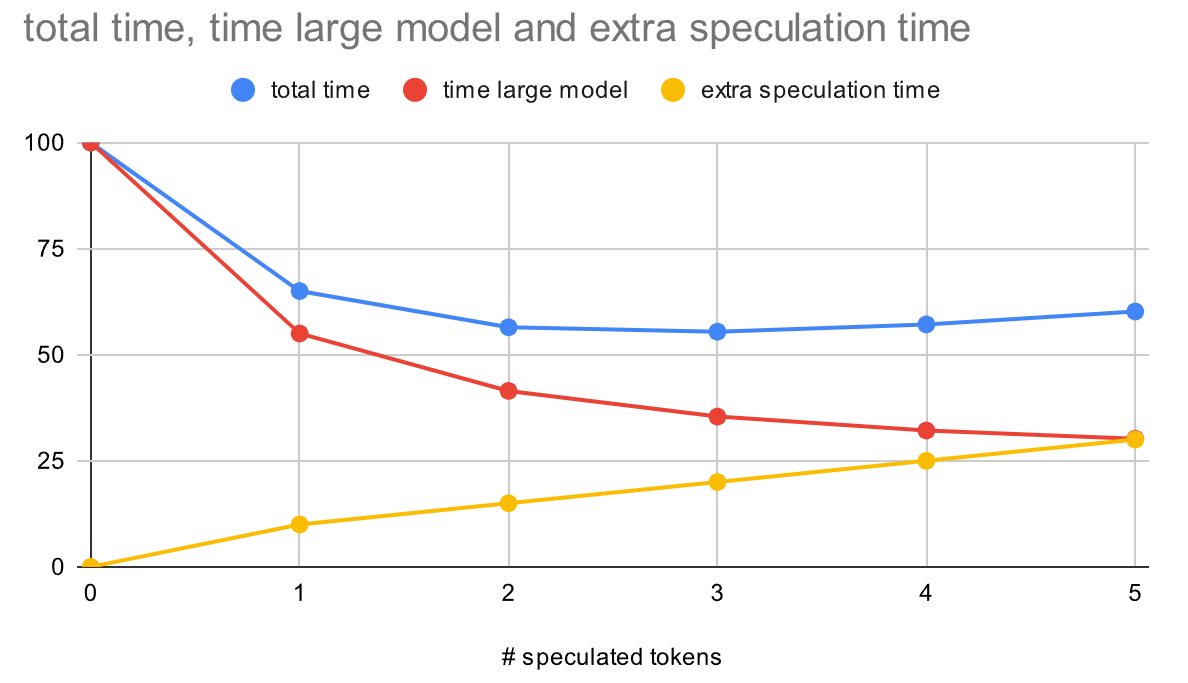 total time, time large model and extra speculation time
total time time large model extra speculation time
100
75
50
25
0
0 1 2 3 4 5
# speculated tokens